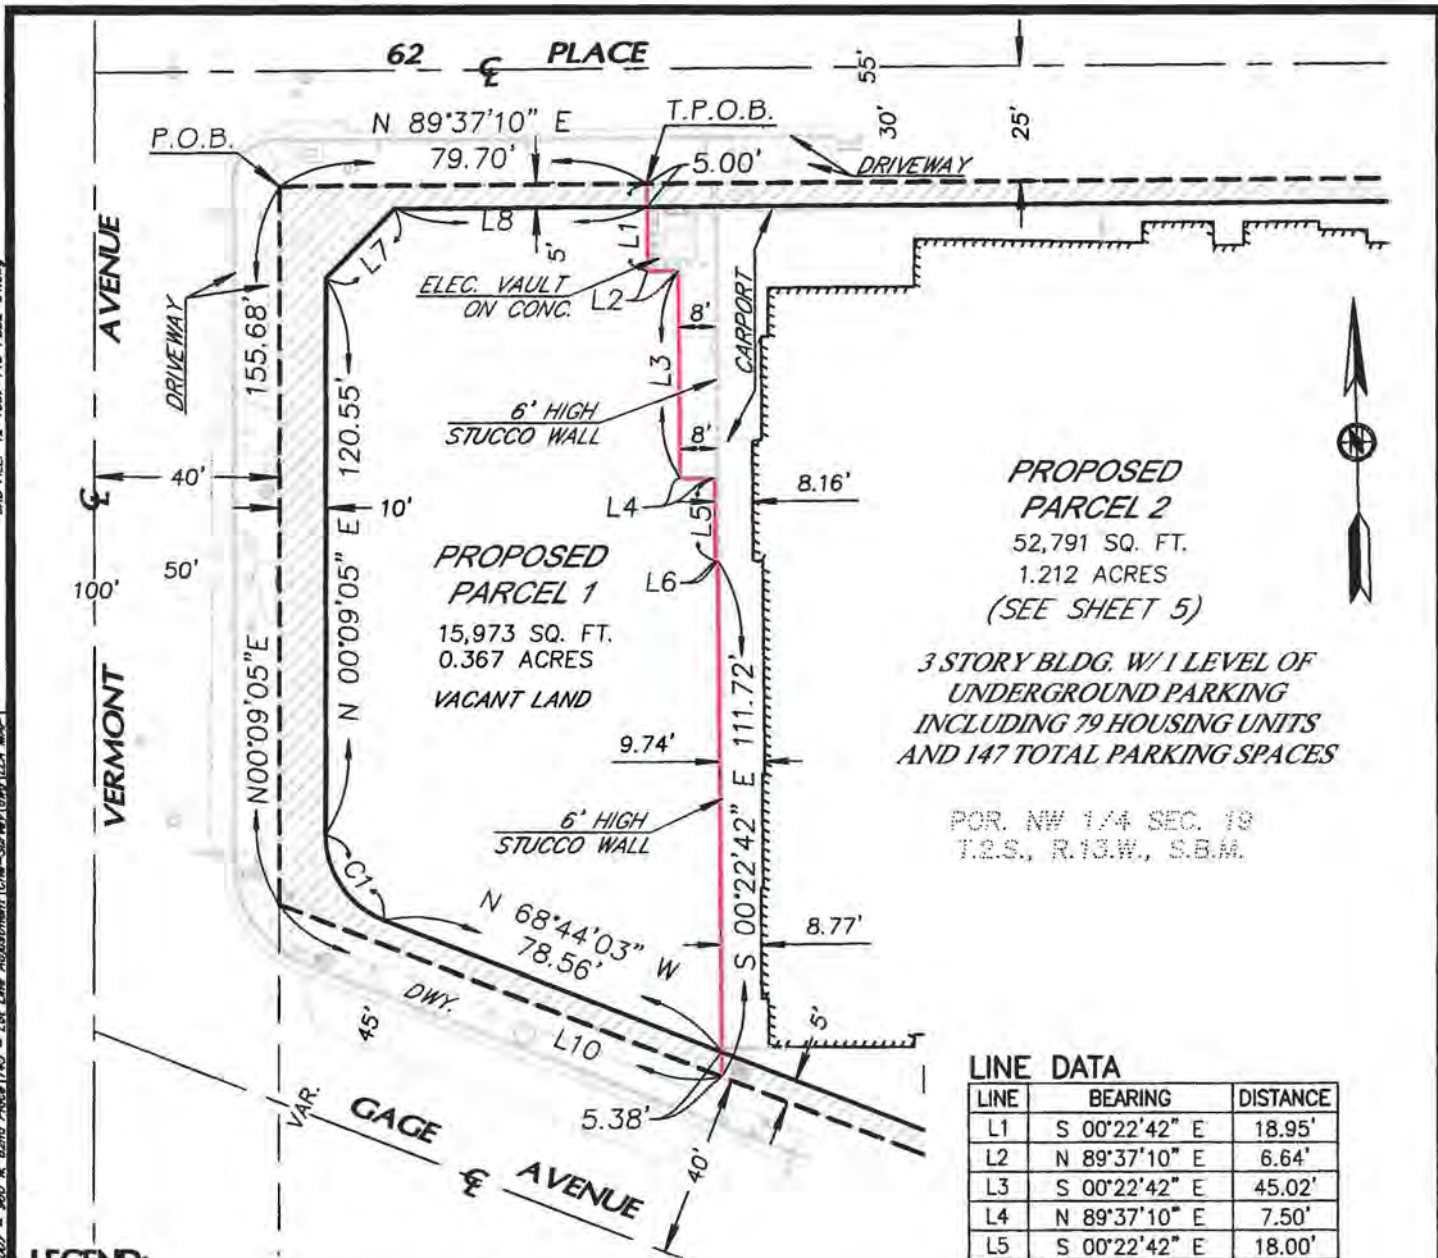 62 ℄ PLACE
55'
30'
25'
P.O.B.
N 89°37'10" E
79.70'
T.P.O.B.
5.00'
DRIVEWAY
L8
L7
5'
L1
ELEC. VAULT
ON CONC.
L2
8'
CARPORT
AVENUE
DRIVEWAY
155.68'
120.55'
L3
6' HIGH
STUCCO WALL
8'
40'
10'
℄
L4
L5
8.16'
100'
50'
N 00°09'05" E
PROPOSED
PARCEL 1
15,973 SQ. FT.
0.367 ACRES
VACANT LAND
L6
PROPOSED
PARCEL 2
52,791 SQ. FT.
1.212 ACRES
(SEE SHEET 5)
3 STORY BLDG. W/ 1 LEVEL OF
UNDERGROUND PARKING
INCLUDING 79 HOUSING UNITS
AND 147 TOTAL PARKING SPACES
N
VERMONT
N00°09'05"E
9.74'
S 00°22'42" E 111.72'
6' HIGH
STUCCO WALL
POR. NW 1/4 SEC. 19
T.2.S., R.13.W., S.B.M.
C1
N 68°44'03" W
78.56'
8.77'
DWY.
45'
L10
5'
VAR.
GAGE
℄ AVENUE
5.38'
40'
LINE DATA
LINE BEARING DISTANCE
L1 S 00°22'42" E 18.95'
L2 N 89°37'10" E 6.64'
L3 S 00°22'42" E 45.02'
L4 N 89°37'10" E 7.50'
L5 S 00°22'42" E 18.00'
LEGEND: